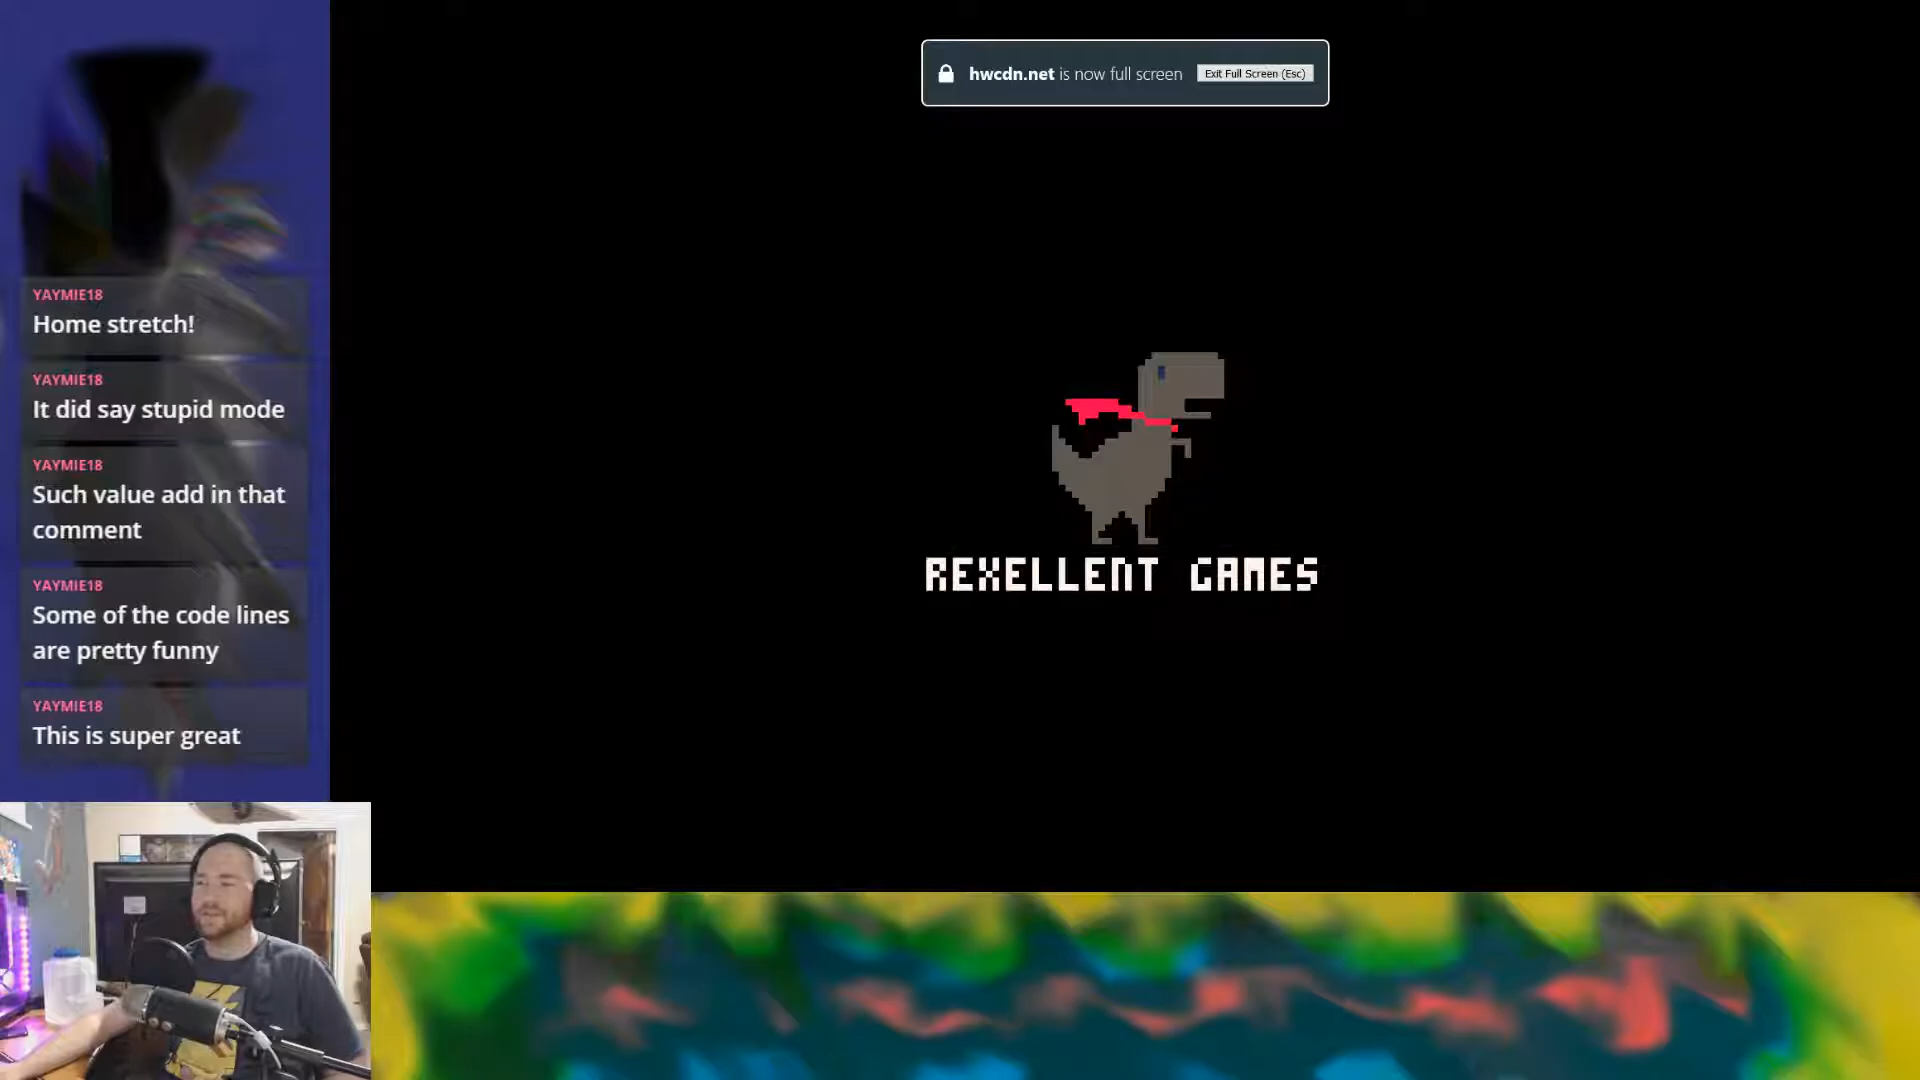 hwcdn.net is now full screen
Exit Full Screen (Esc)
YAYMIE18
Home stretch!
YAYMIE18
It did say stupid mode
YAYMIE18
Such value add in that
comment
YAYMIE18
Some of the code lines
are pretty funny
YAYMIE18
This is super great
REXELLENT GAMES